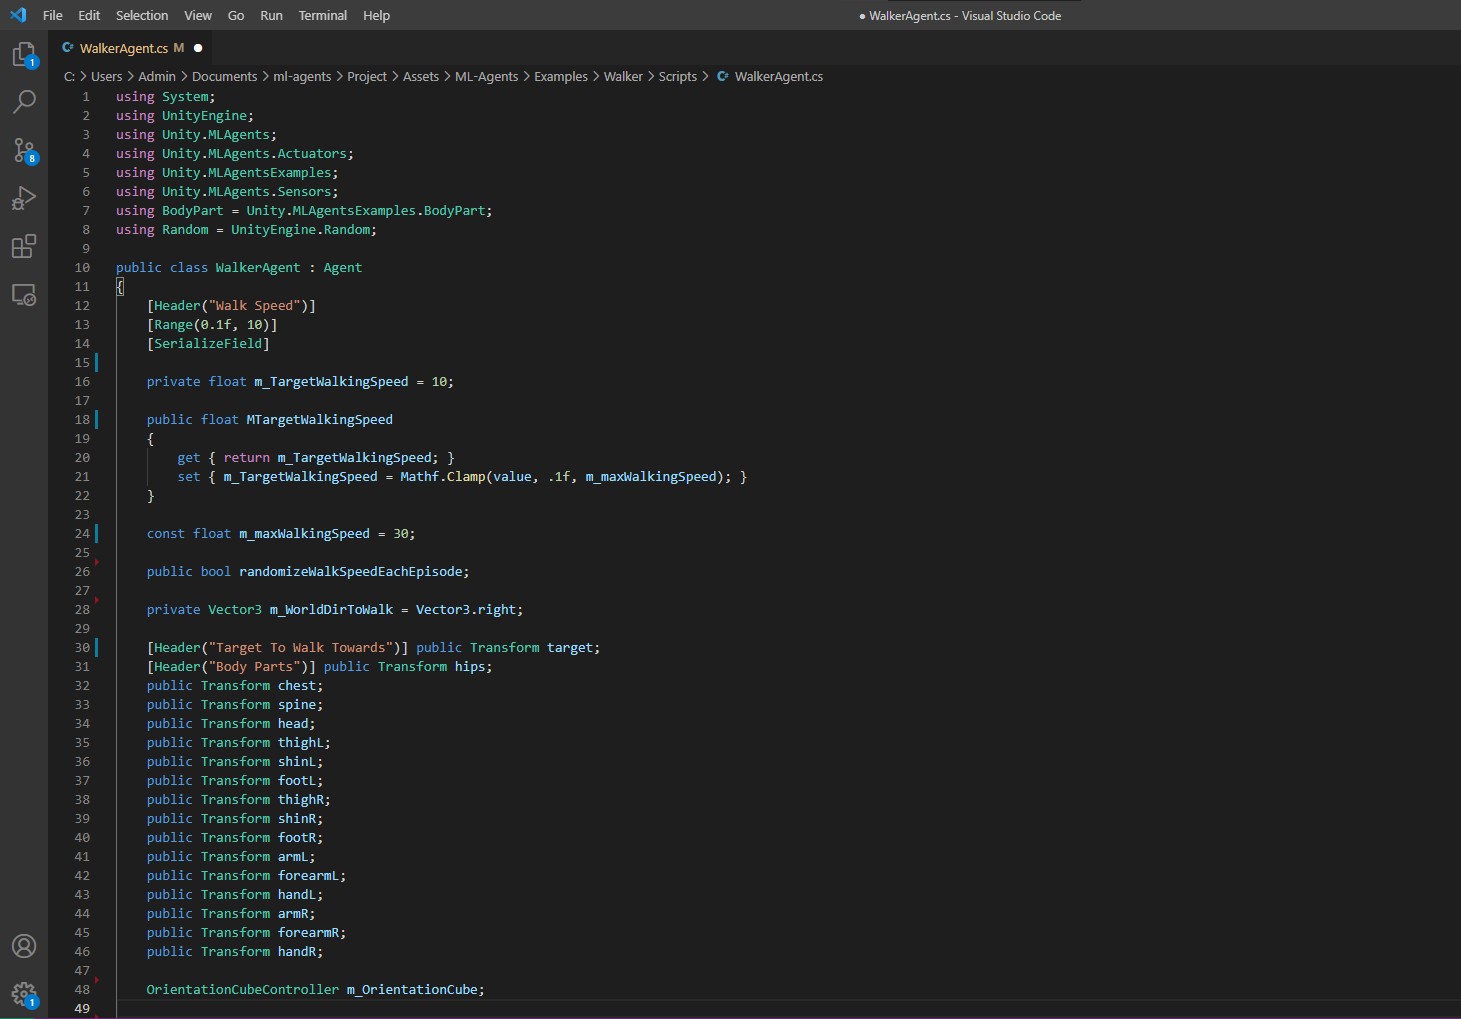 File Edit Selection View Go Run Terminal Help ● WalkerAgent.cs - Visual Studio Code
C# WalkerAgent.cs M ●
C: > Users > Admin > Documents > ml-agents > Project > Assets > ML-Agents > Examples > Walker > Scripts > C# WalkerAgent.cs
1 using System;
2 using UnityEngine;
3 using Unity.MLAgents;
4 using Unity.MLAgents.Actuators;
5 using Unity.MLAgentsExamples;
6 using Unity.MLAgents.Sensors;
7 using BodyPart = Unity.MLAgentsExamples.BodyPart;
8 using Random = UnityEngine.Random;
9
10 public class WalkerAgent : Agent
11 {
12 [Header("Walk Speed")]
13 [Range(0.1f, 10)]
14 [SerializeField]
15
16 private float m_TargetWalkingSpeed = 10;
17
18 public float MTargetWalkingSpeed
19 {
20 get { return m_TargetWalkingSpeed; }
21 set { m_TargetWalkingSpeed = Mathf.Clamp(value, .1f, m_maxWalkingSpeed); }
22 }
23
24 const float m_maxWalkingSpeed = 30;
25
26 public bool randomizeWalkSpeedEachEpisode;
27
28 private Vector3 m_WorldDirToWalk = Vector3.right;
29
30 [Header("Target To Walk Towards")] public Transform target;
31 [Header("Body Parts")] public Transform hips;
32 public Transform chest;
33 public Transform spine;
34 public Transform head;
35 public Transform thighL;
36 public Transform shinL;
37 public Transform footL;
38 public Transform thighR;
39 public Transform shinR;
40 public Transform footR;
41 public Transform armL;
42 public Transform forearmL;
43 public Transform handL;
44 public Transform armR;
45 public Transform forearmR;
46 public Transform handR;
47
48 OrientationCubeController m_OrientationCube;
49
1
8
1